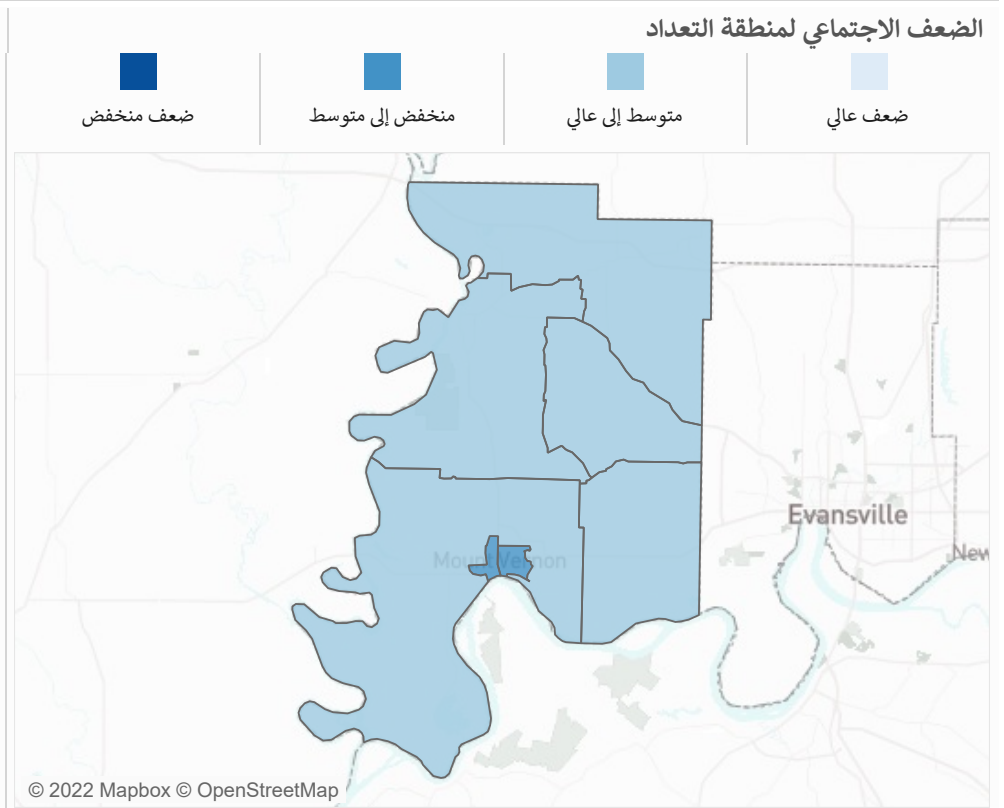 الضعف الاجتماعي لمنطقة التعداد
ضعف عالي
متوسط إلى عالي
منخفض إلى متوسط
ضعف منخفض
Evansville
New
Mount Vernon
© 2022 Mapbox © OpenStreetMap